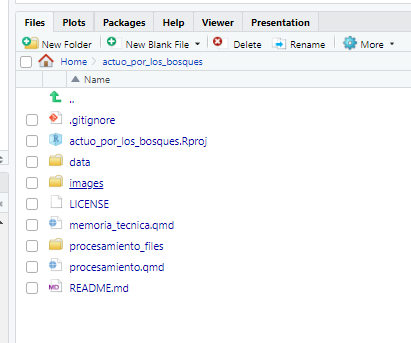 Files Plots Packages Help Viewer Presentation
New Folder New Blank File Delete Rename More
Home actuo_por_los_bosques
Name
..
.gitignore
actuo_por_los_bosques.Rproj
data
images
LICENSE
memoria_tecnica.qmd
procesamiento_files
procesamiento.qmd
MD README.md